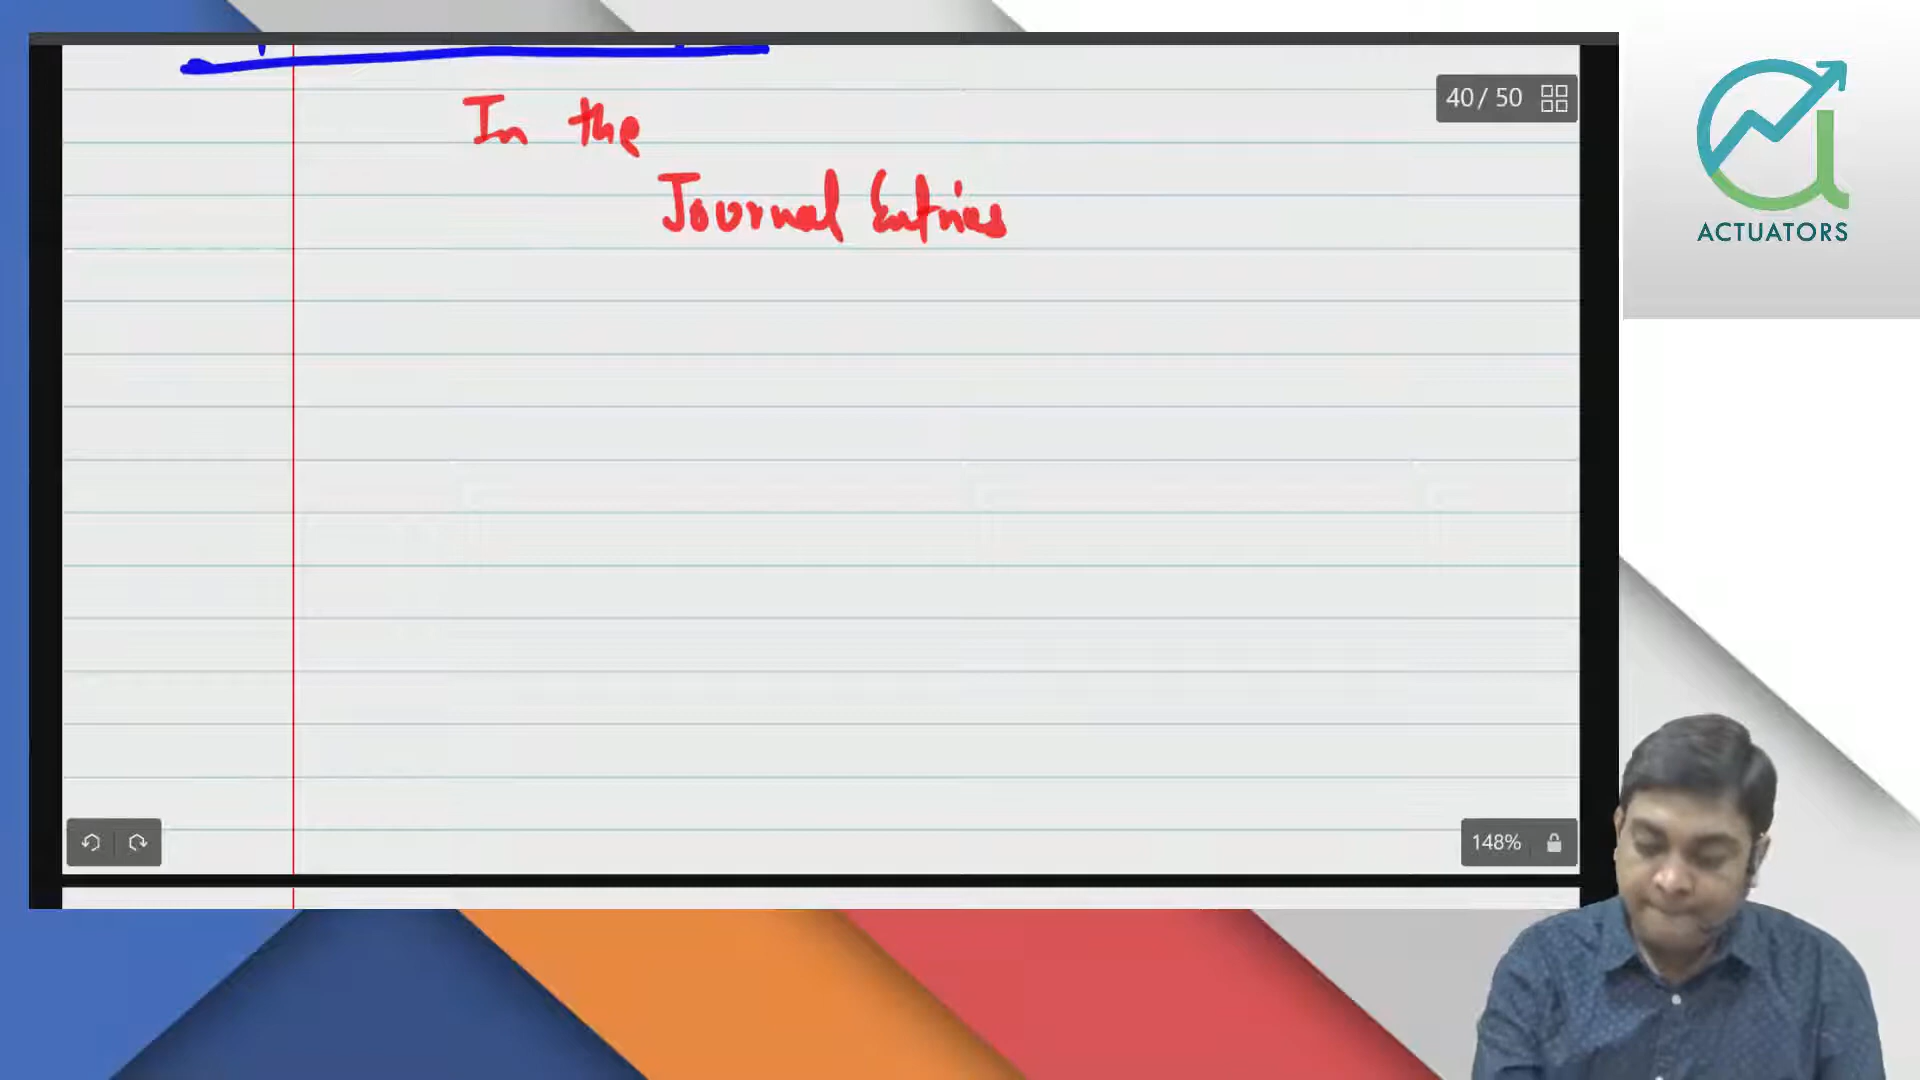 In the
40 / 50
Journal Entries
ACTUATORS
148%